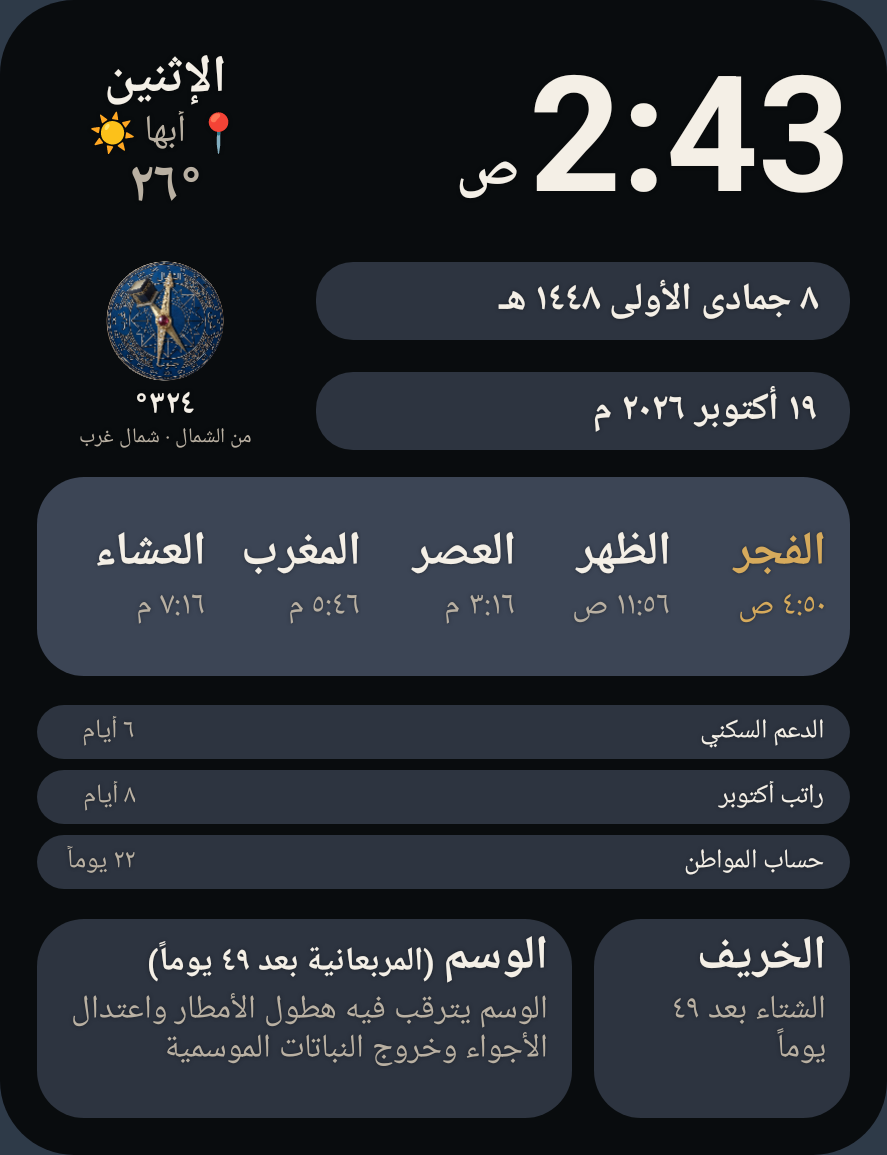 2:43 ص
الإثنين
📍 أبها ☀️
٢٦°
٨ جمادى الأولى ١٤٤٨ هـ
١٩ أكتوبر ٢٠٢٦ م
٣٢٤°
من الشمال · شمال غرب
الفجر الظهر العصر المغرب العشاء
٤:٥٠ ص ١١:٥٦ ص ٣:١٦ م ٥:٤٦ م ٧:١٦ م
الدعم السكني ٦ أيام
راتب أكتوبر ٨ أيام
حساب المواطن ٢٢ يوماً
الخريف
الشتاء بعد ٤٩
يوماً
الوسم (المربعانية بعد ٤٩ يوماً)
الوسم يترقب فيه هطول الأمطار واعتدال
الأجواء وخروج النباتات الموسمية